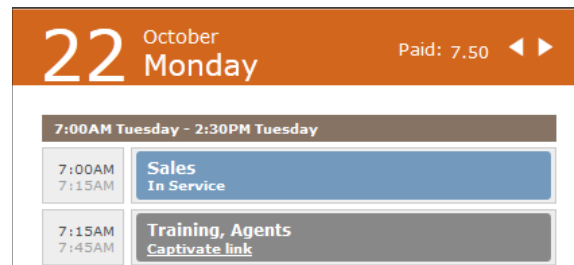 22
October
Monday
Paid: 7.50
7:00AM Tuesday - 2:30PM Tuesday
7:00AM
7:15AM
Sales
In Service
7:15AM
7:45AM
Training, Agents
Captivate link